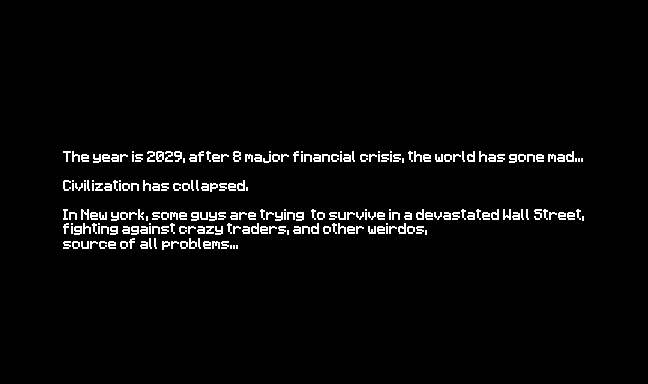 The year is 2029, after 8 major financial crisis, the world has gone mad...
Civilization has collapsed.
In New york, some guys are trying  to survive in a devastated Wall Street,
fighting against crazy traders, and other weirdos,
source of all problems...